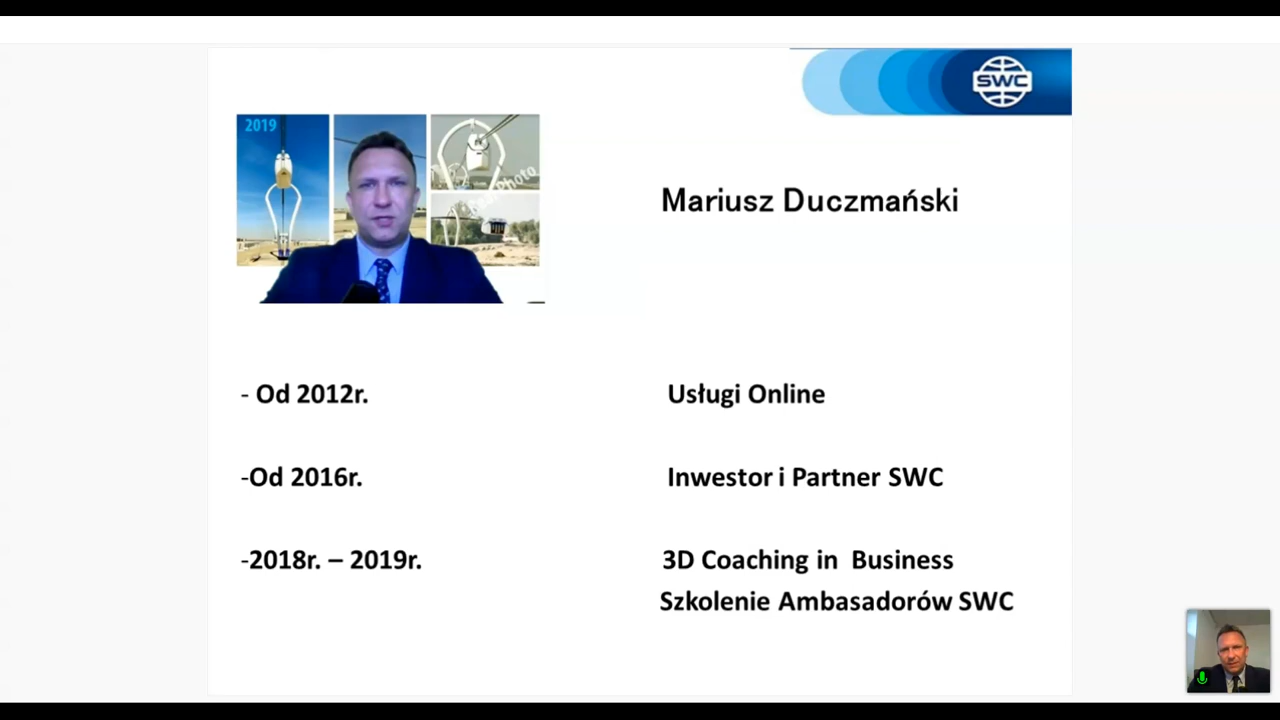 SWC
2019
Mariusz Duczmański
- Od 2012r. Usługi Online
-Od 2016r. Inwestor i Partner SWC
-2018r. – 2019r. 3D Coaching in Business
Szkolenie Ambasadorów SWC